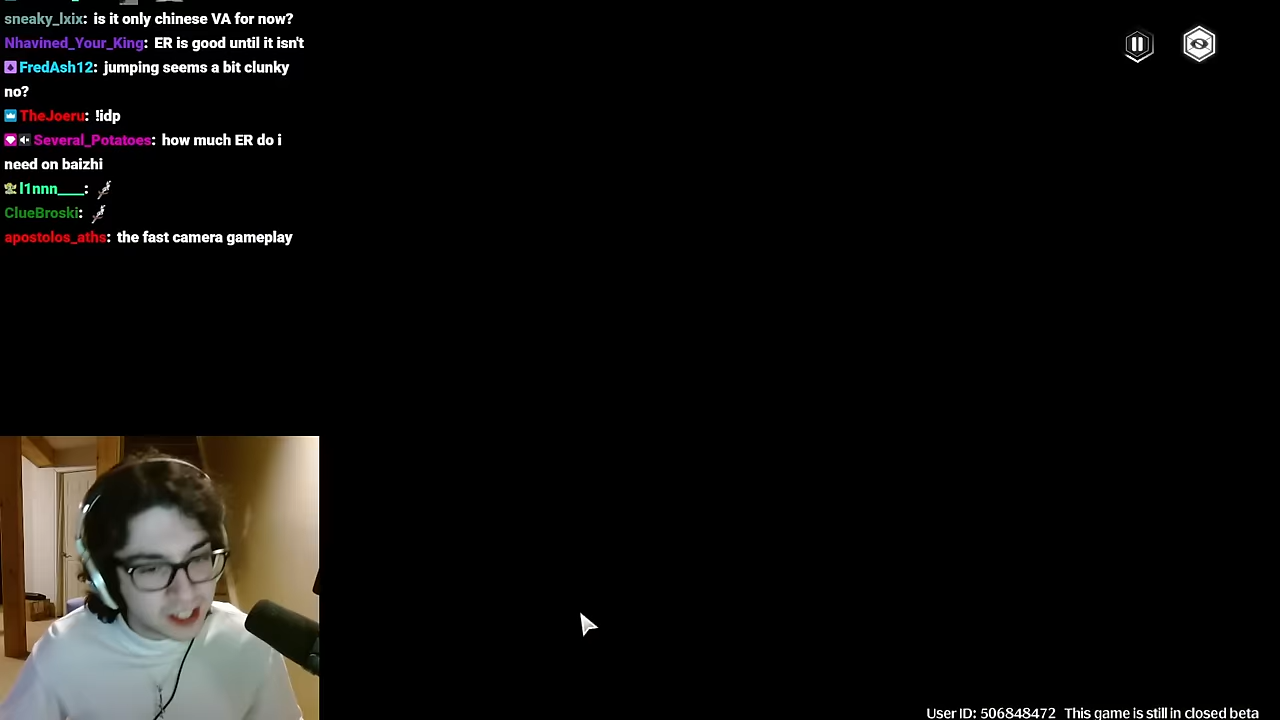 sneaky_lxix: is it only chinese VA for now?
Nhavined_Your_King: ER is good until it isn't
FredAsh12: jumping seems a bit clunky
no?
TheJoeru: !idp
Several_Potatoes: how much ER do i
need on baizhi
l1nnn___:
ClueBroski:
apostolos_aths: the fast camera gameplay
User ID: 506848472 This game is still in closed beta